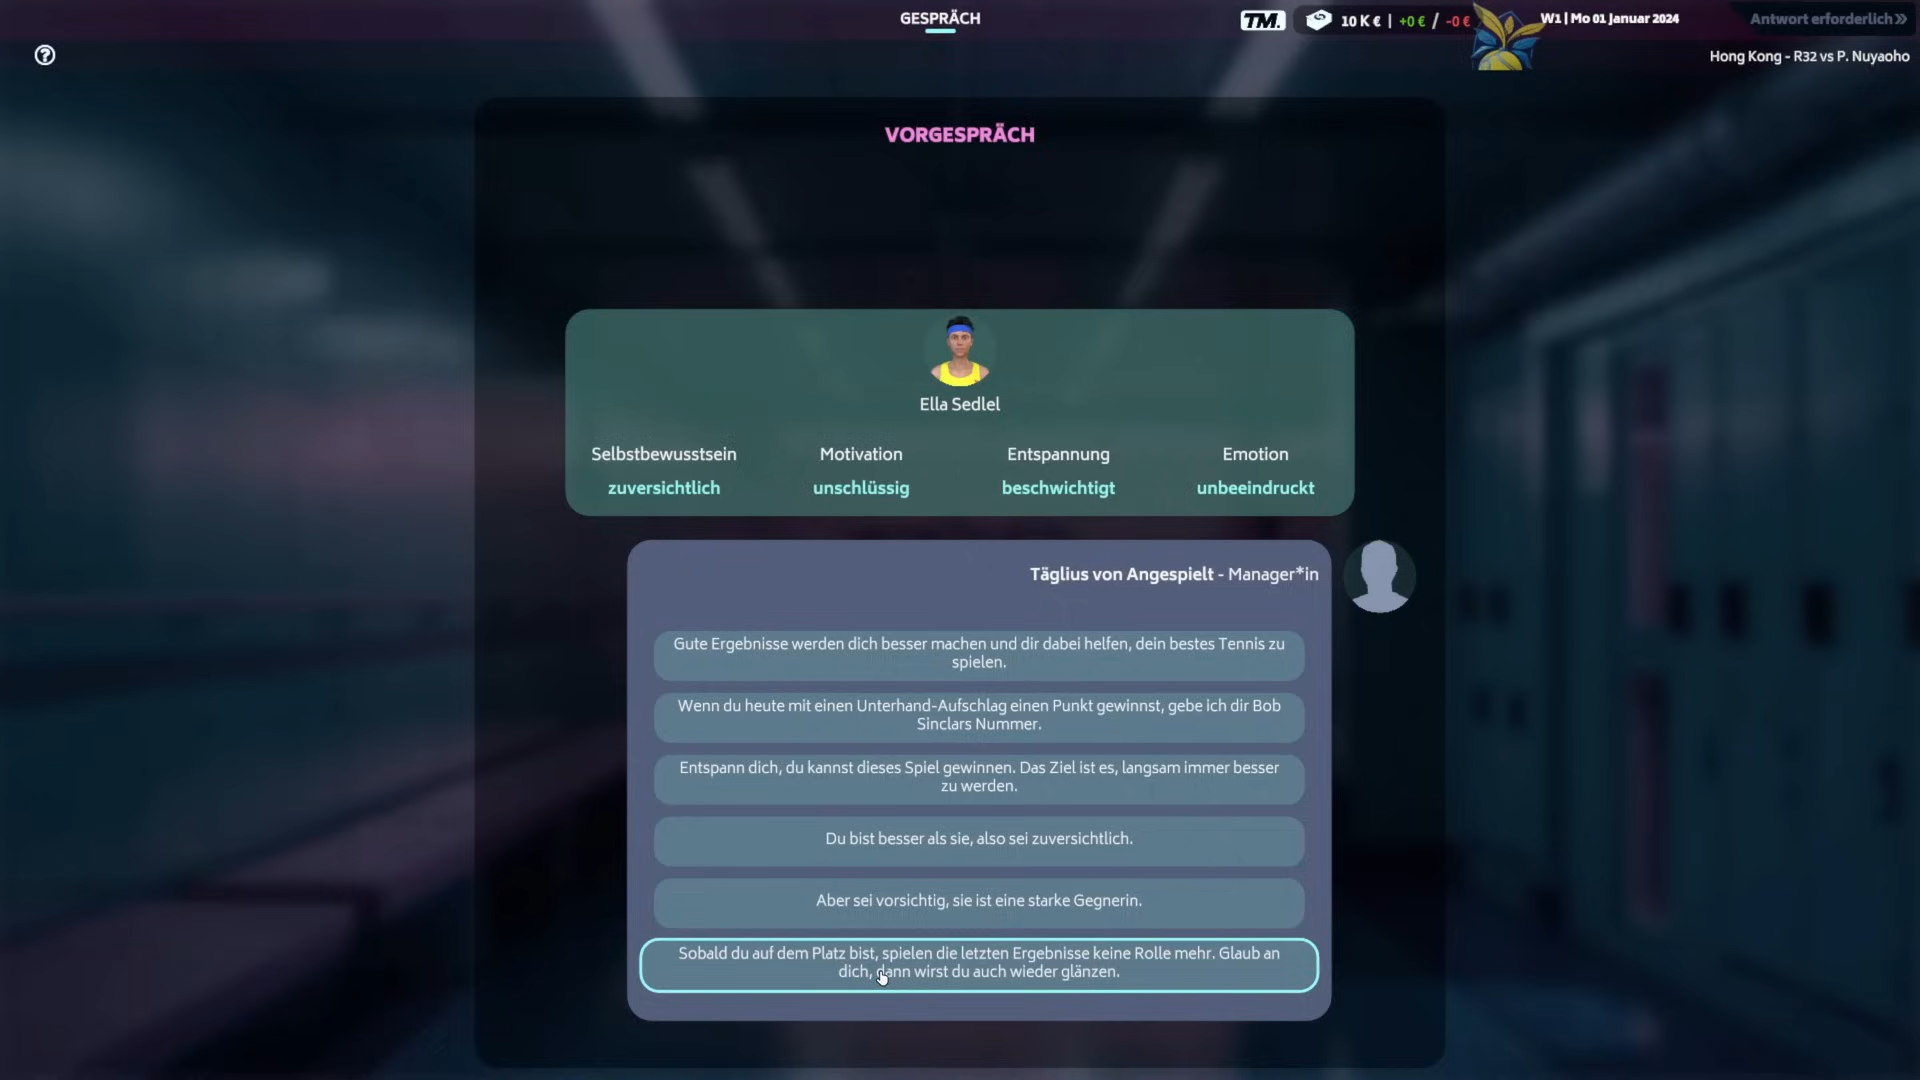 GESPRÄCH
TM.
10 K € | +0 € / -0 €
W1 | Mo 01 Januar 2024
Antwort erforderlich
Hong Kong - R32 vs P. Nuyaoho
VORGESPRÄCH
Ella Sedlel
Selbstbewusstsein Motivation Entspannung Emotion
zuversichtlich unschlüssig beschwichtigt unbeeindruckt
Täglius von Angespielt - Manager*in
Gute Ergebnisse werden dich besser machen und dir dabei helfen, dein bestes Tennis zu
spielen.
Wenn du heute mit einen Unterhand-Aufschlag einen Punkt gewinnst, gebe ich dir Bob
Sinclars Nummer.
Entspann dich, du kannst dieses Spiel gewinnen. Das Ziel ist es, langsam immer besser
zu werden.
Du bist besser als sie, also sei zuversichtlich.
Aber sei vorsichtig, sie ist eine starke Gegnerin.
Sobald du auf dem Platz bist, spielen die letzten Ergebnisse keine Rolle mehr. Glaub an
dich, dann wirst du auch wieder glänzen.